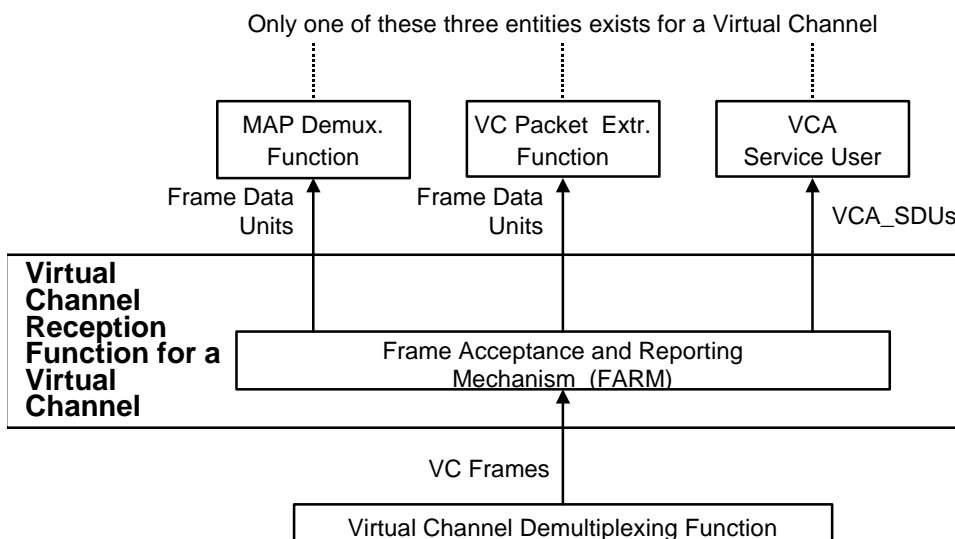 Only one of these three entities exists for a Virtual Channel
MAP Demux.
Function
VC Packet Extr.
Function
VCA
Service User
Frame Data
Units
Frame Data
Units
VCA_SDUs
Virtual
Channel
Reception
Function for a
Virtual
Channel
Frame Acceptance and Reporting
Mechanism (FARM)
VC Frames
Virtual Channel Demultiplexing Function